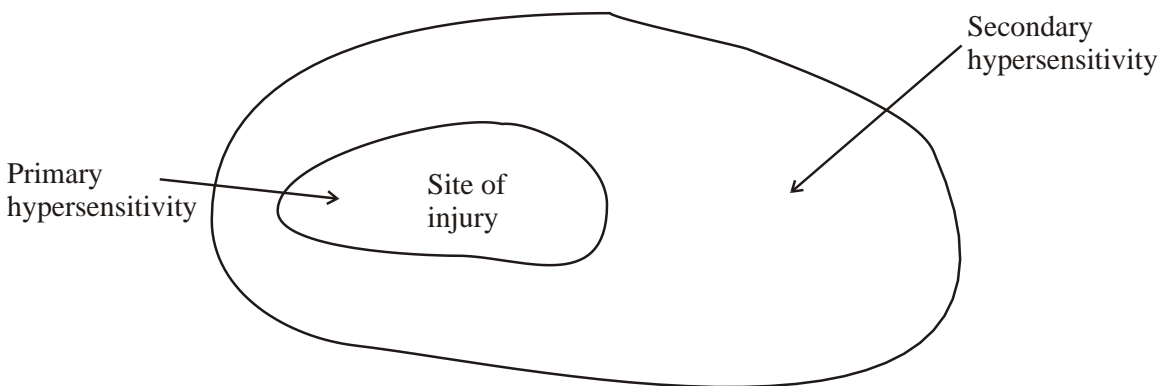 Secondary
hypersensitivity
Primary
hypersensitivity
Site of
injury